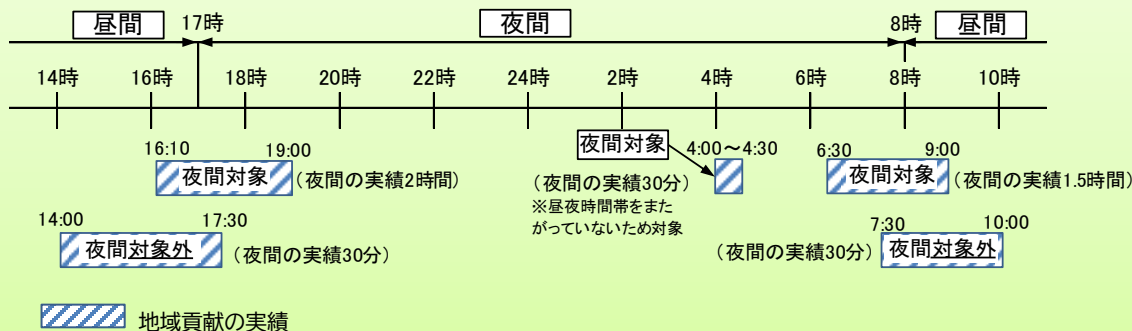 昼間
17時
夜間
8時
昼間
14時
16時
18時
20時
22時
24時
2時
4時
6時
8時
10時
16:10
19:00
夜間対象
(夜間の実績2時間)
夜間対象
4:00～4:30
(夜間の実績30分)
※昼夜時間帯をまた
がっていないため対象
6:30
9:00
夜間対象
(夜間の実績1.5時間)
14:00
17:30
夜間対象外
(夜間の実績30分)
7:30
10:00
(夜間の実績30分)
夜間対象外
地域貢献の実績